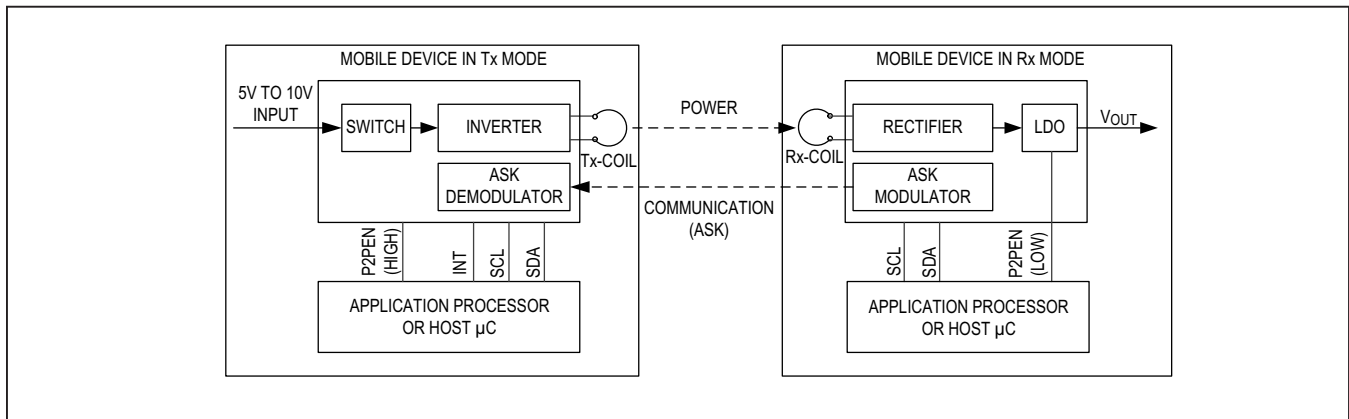 MOBILE DEVICE IN Tx MODE
5V TO 10V
INPUT
SWITCH
INVERTER
Tx-COIL
ASK
DEMODULATOR
P2PEN
(HIGH)
INT
SCL
SDA
APPLICATION PROCESSOR
OR HOST µC
POWER
COMMUNICATION
(ASK)
MOBILE DEVICE IN Rx MODE
Rx-COIL
RECTIFIER
LDO
VOUT
ASK
MODULATOR
SCL
SDA
P2PEN
(LOW)
APPLICATION PROCESSOR
OR HOST µC